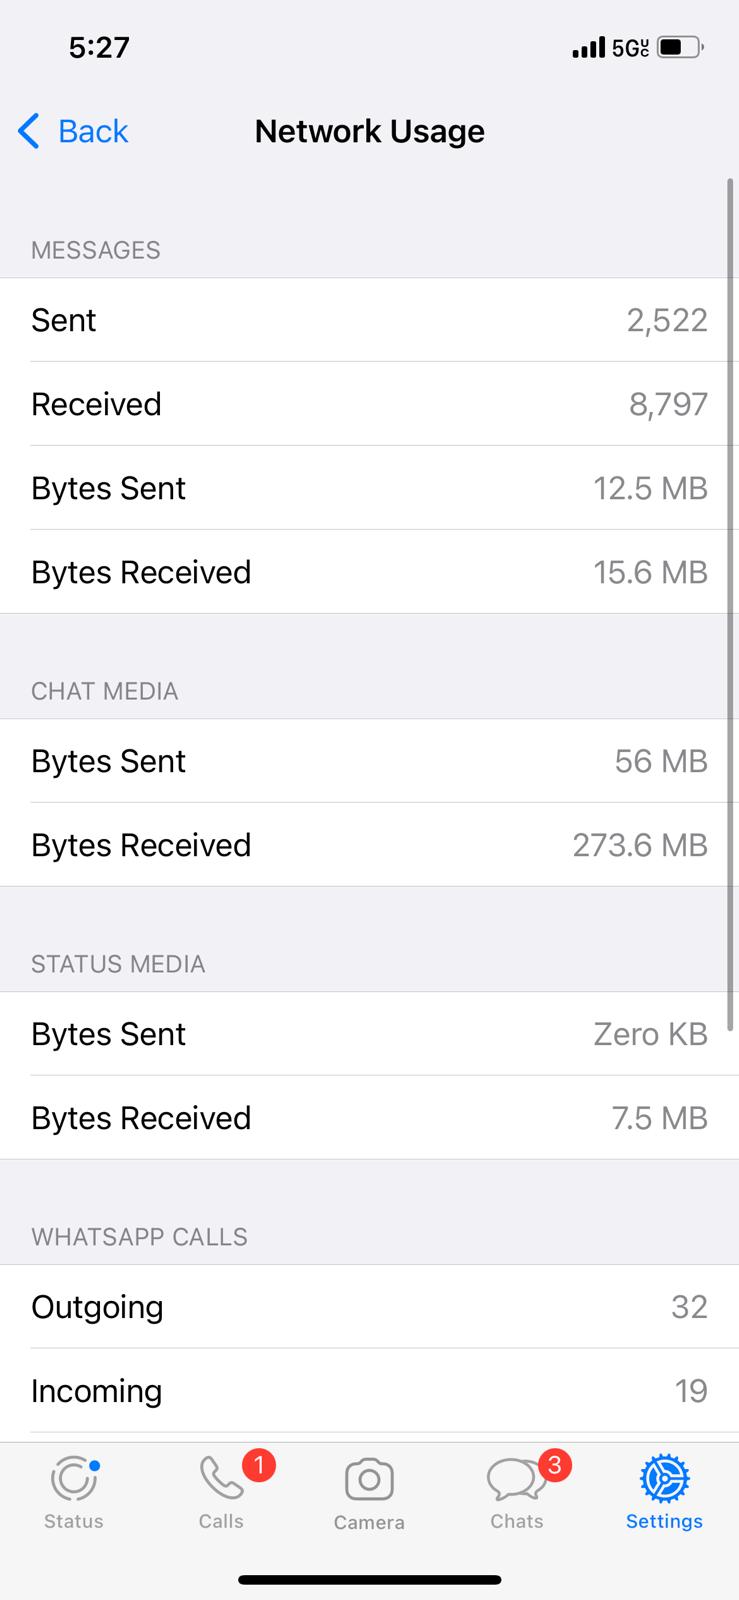 5:27 5GUC
Back Network Usage
MESSAGES
Sent 2,522
Received 8,797
Bytes Sent 12.5 MB
Bytes Received 15.6 MB
CHAT MEDIA
Bytes Sent 56 MB
Bytes Received 273.6 MB
STATUS MEDIA
Bytes Sent Zero KB
Bytes Received 7.5 MB
WHATSAPP CALLS
Outgoing 32
Incoming 19
1 3
Status Calls Camera Chats Settings